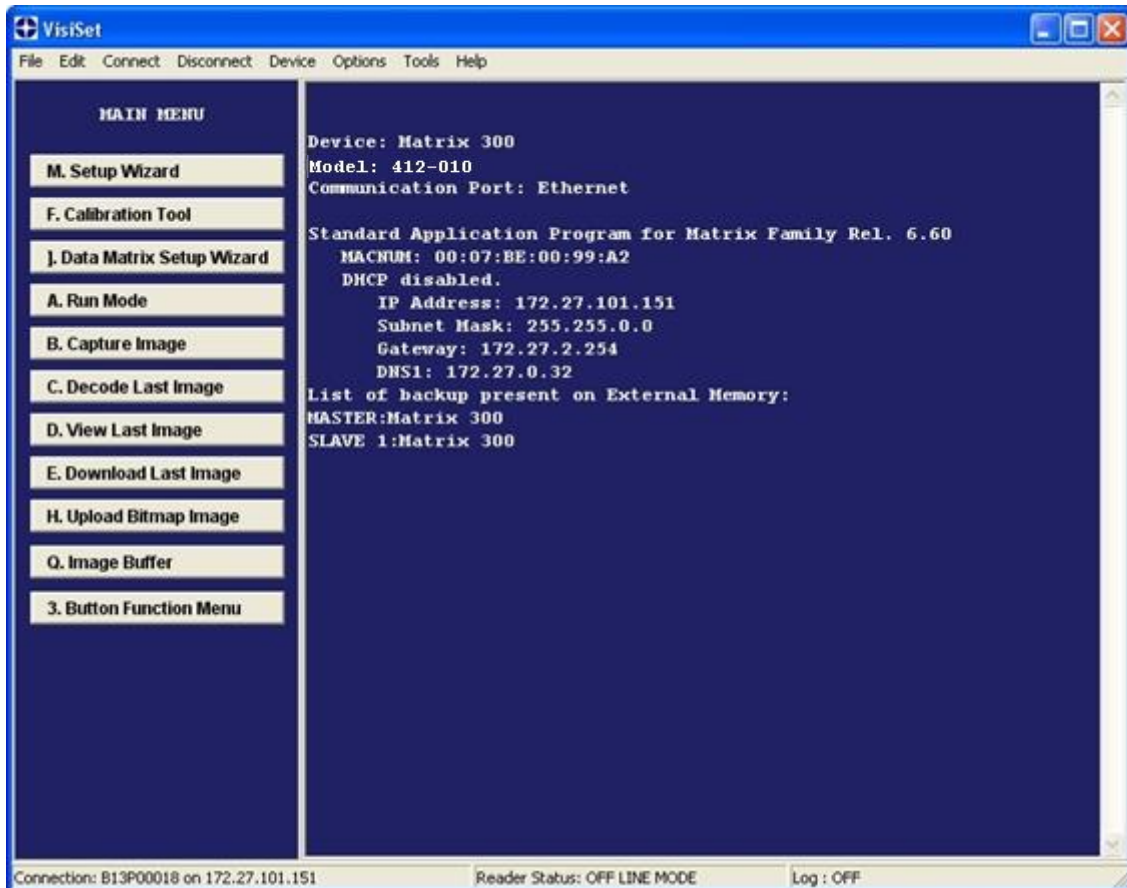 VisiSet
File Edit Connect Disconnect Device Options Tools Help
MAIN MENU
M. Setup Wizard
F. Calibration Tool
J. Data Matrix Setup Wizard
A. Run Mode
B. Capture Image
C. Decode Last Image
D. View Last Image
E. Download Last Image
H. Upload Bitmap Image
Q. Image Buffer
3. Button Function Menu
Device: Matrix 300
Model: 412-010
Communication Port: Ethernet
Standard Application Program for Matrix Family Rel. 6.60
MACNUM: 00:07:BE:00:99:A2
DHCP disabled.
IP Address: 172.27.101.151
Subnet Mask: 255.255.0.0
Gateway: 172.27.2.254
DNS1: 172.27.0.32
List of backup present on External Memory:
MASTER:Matrix 300
SLAVE 1:Matrix 300
Connection: B13P00018 on 172.27.101.151 Reader Status: OFF LINE MODE Log : OFF